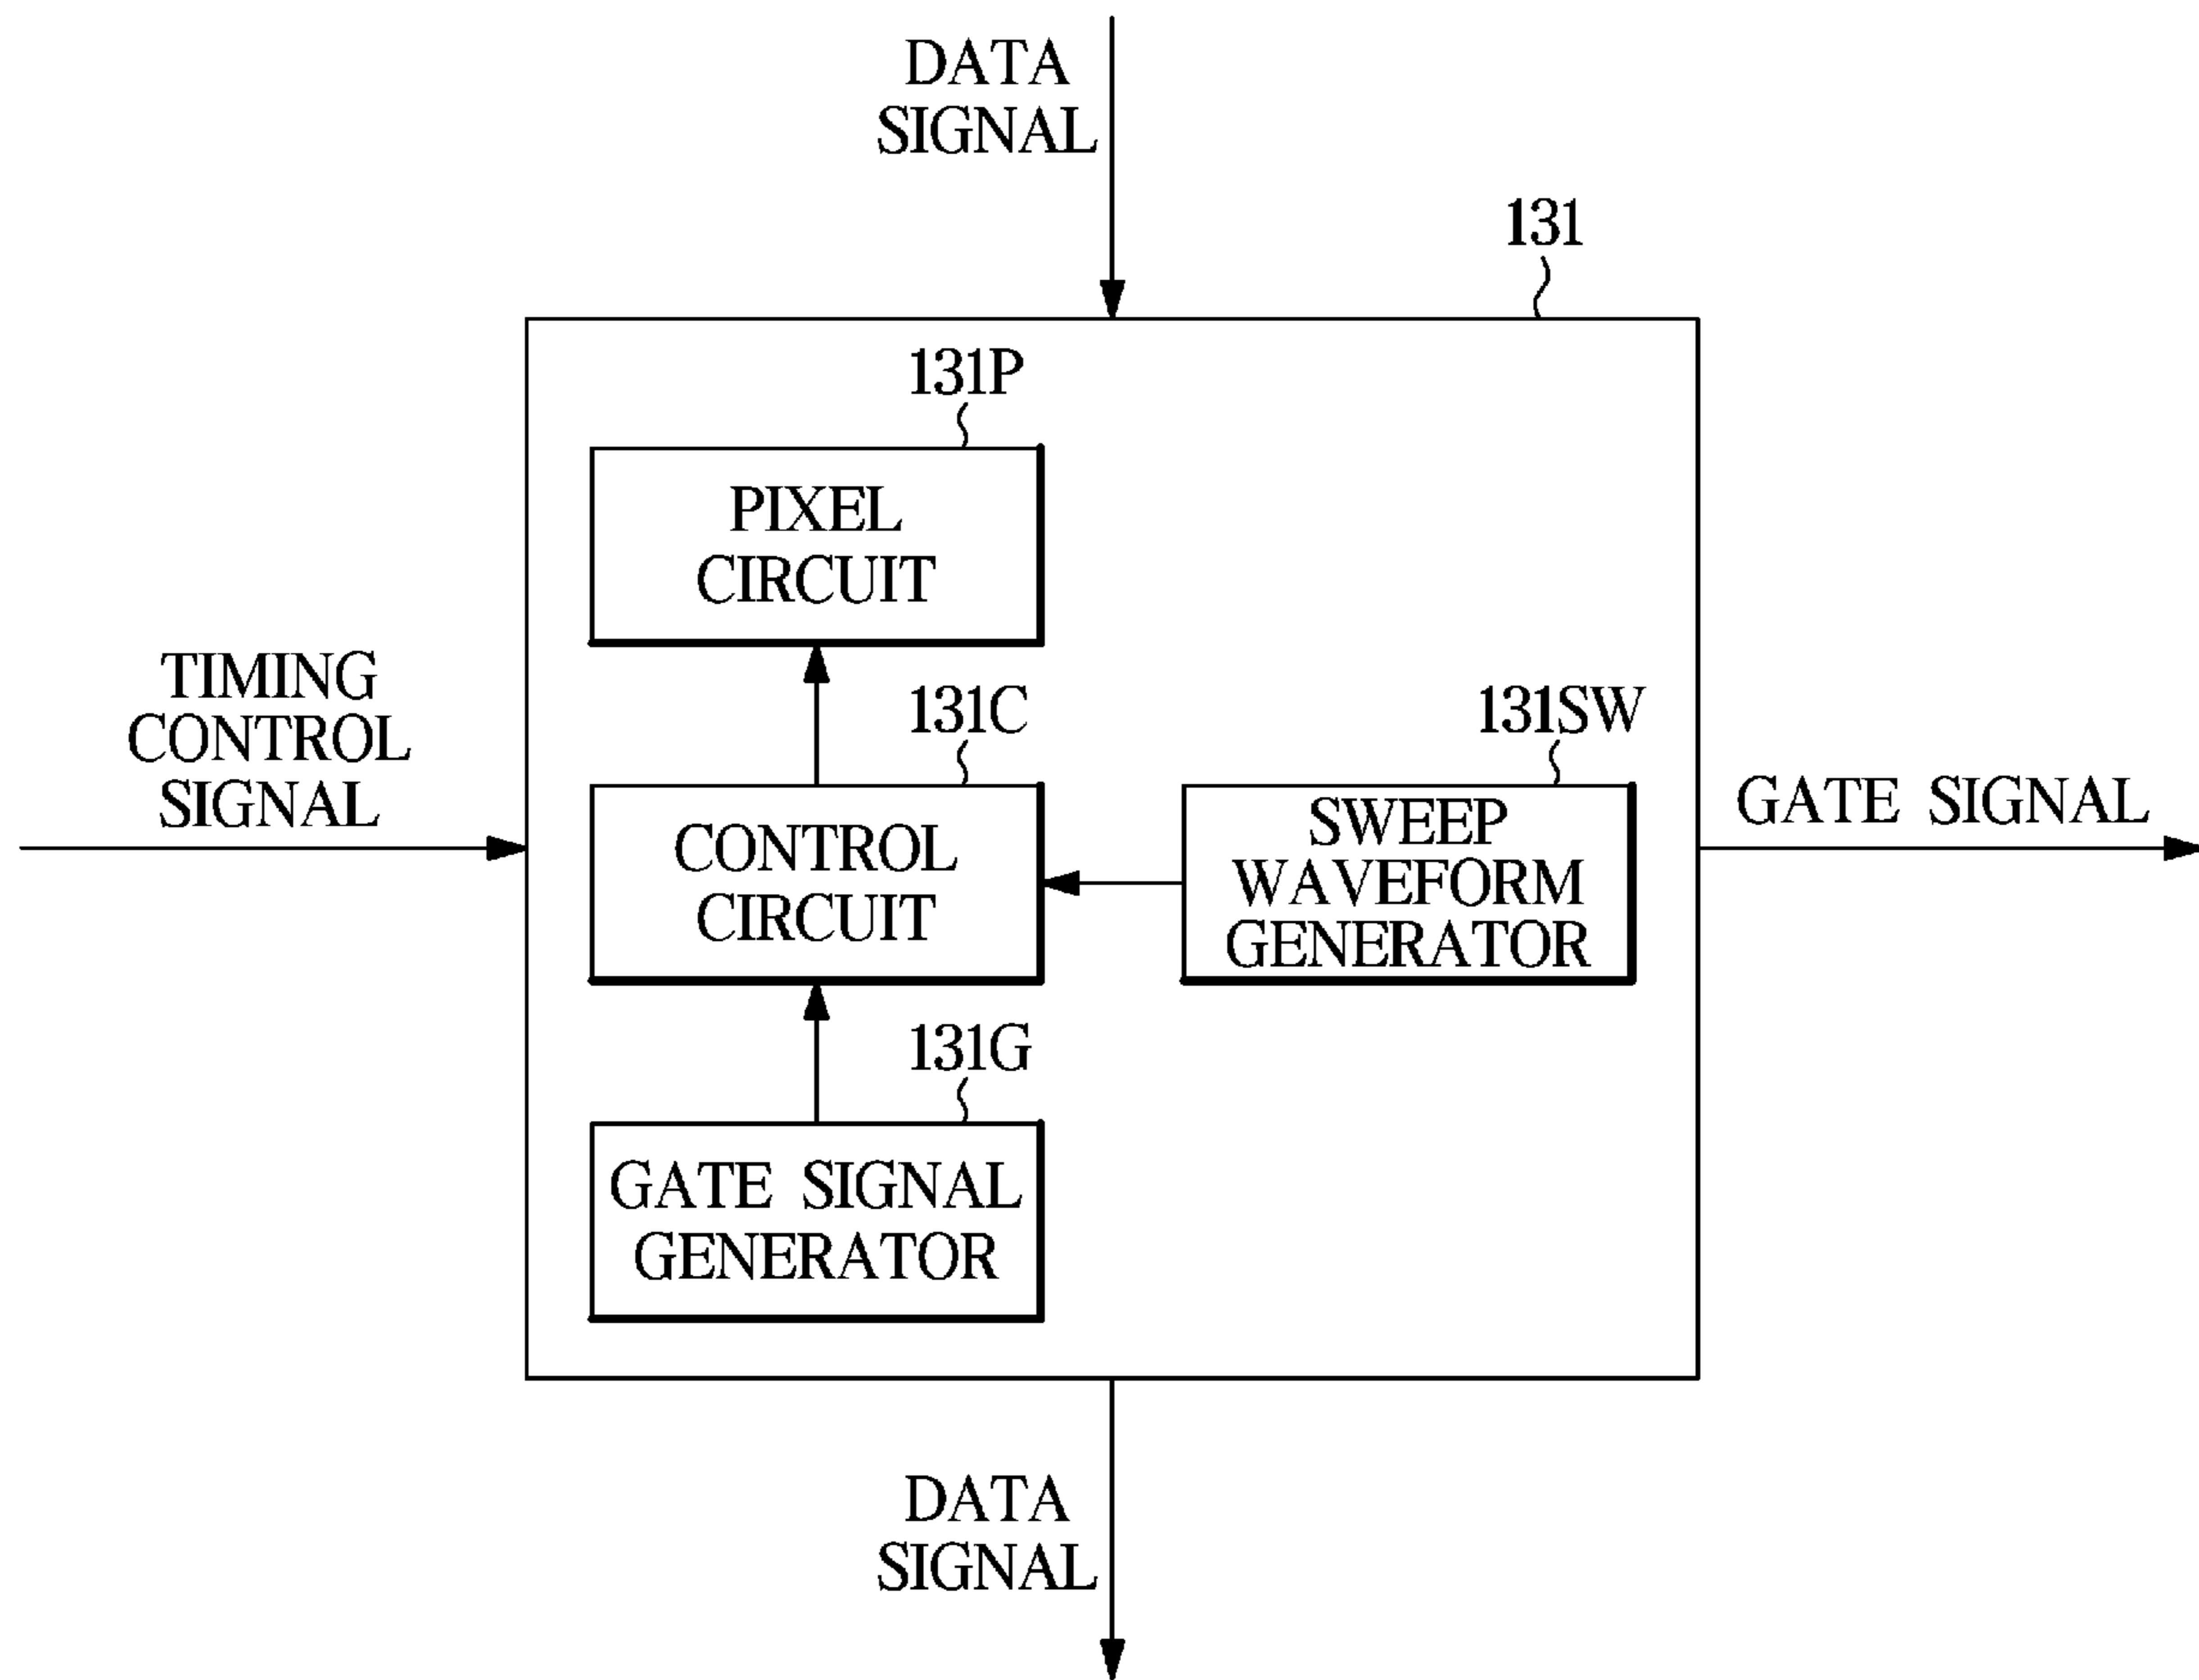 DATA
SIGNAL
131
131P
PIXEL
CIRCUIT
TIMING
CONTROL
SIGNAL
131C
CONTROL
CIRCUIT
131SW
SWEEP
WAVEFORM
GENERATOR
GATE SIGNAL
131G
GATE SIGNAL
GENERATOR
DATA
SIGNAL